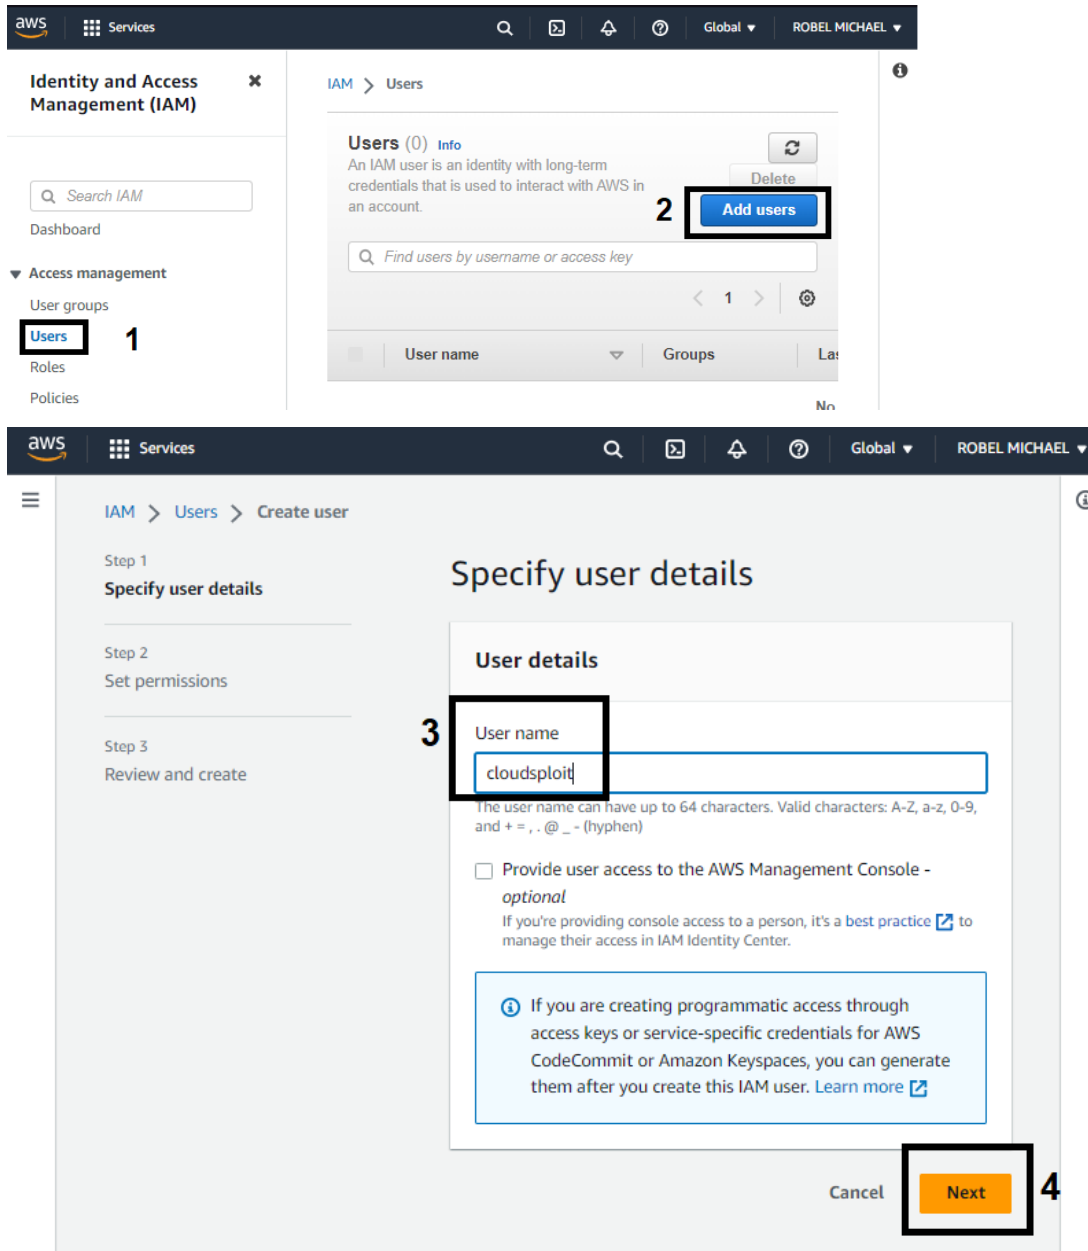 aws Services Global ROBEL MICHAEL
Identity and Access
Management (IAM)
Search IAM
Dashboard
Access management
User groups
Users 1
Roles
Policies
IAM > Users
Users (0) Info
An IAM user is an identity with long-term
credentials that is used to interact with AWS in
an account.
Delete
2 Add users
Find users by username or access key
1
User name Groups
No
aws Services Global ROBEL MICHAEL
IAM > Users > Create user
Step 1
Specify user details
Step 2
Set permissions
Step 3
Review and create
Specify user details
User details
3
User name
cloudsploit
The user name can have up to 64 characters. Valid characters: A-Z, a-z, 0-9,
and + = , . @ _ - (hyphen)
Provide user access to the AWS Management Console -
optional
If you're providing console access to a person, it's a best practice to
manage their access in IAM Identity Center.
If you are creating programmatic access through
access keys or service-specific credentials for AWS
CodeCommit or Amazon Keyspaces, you can generate
them after you create this IAM user. Learn more
Cancel Next 4